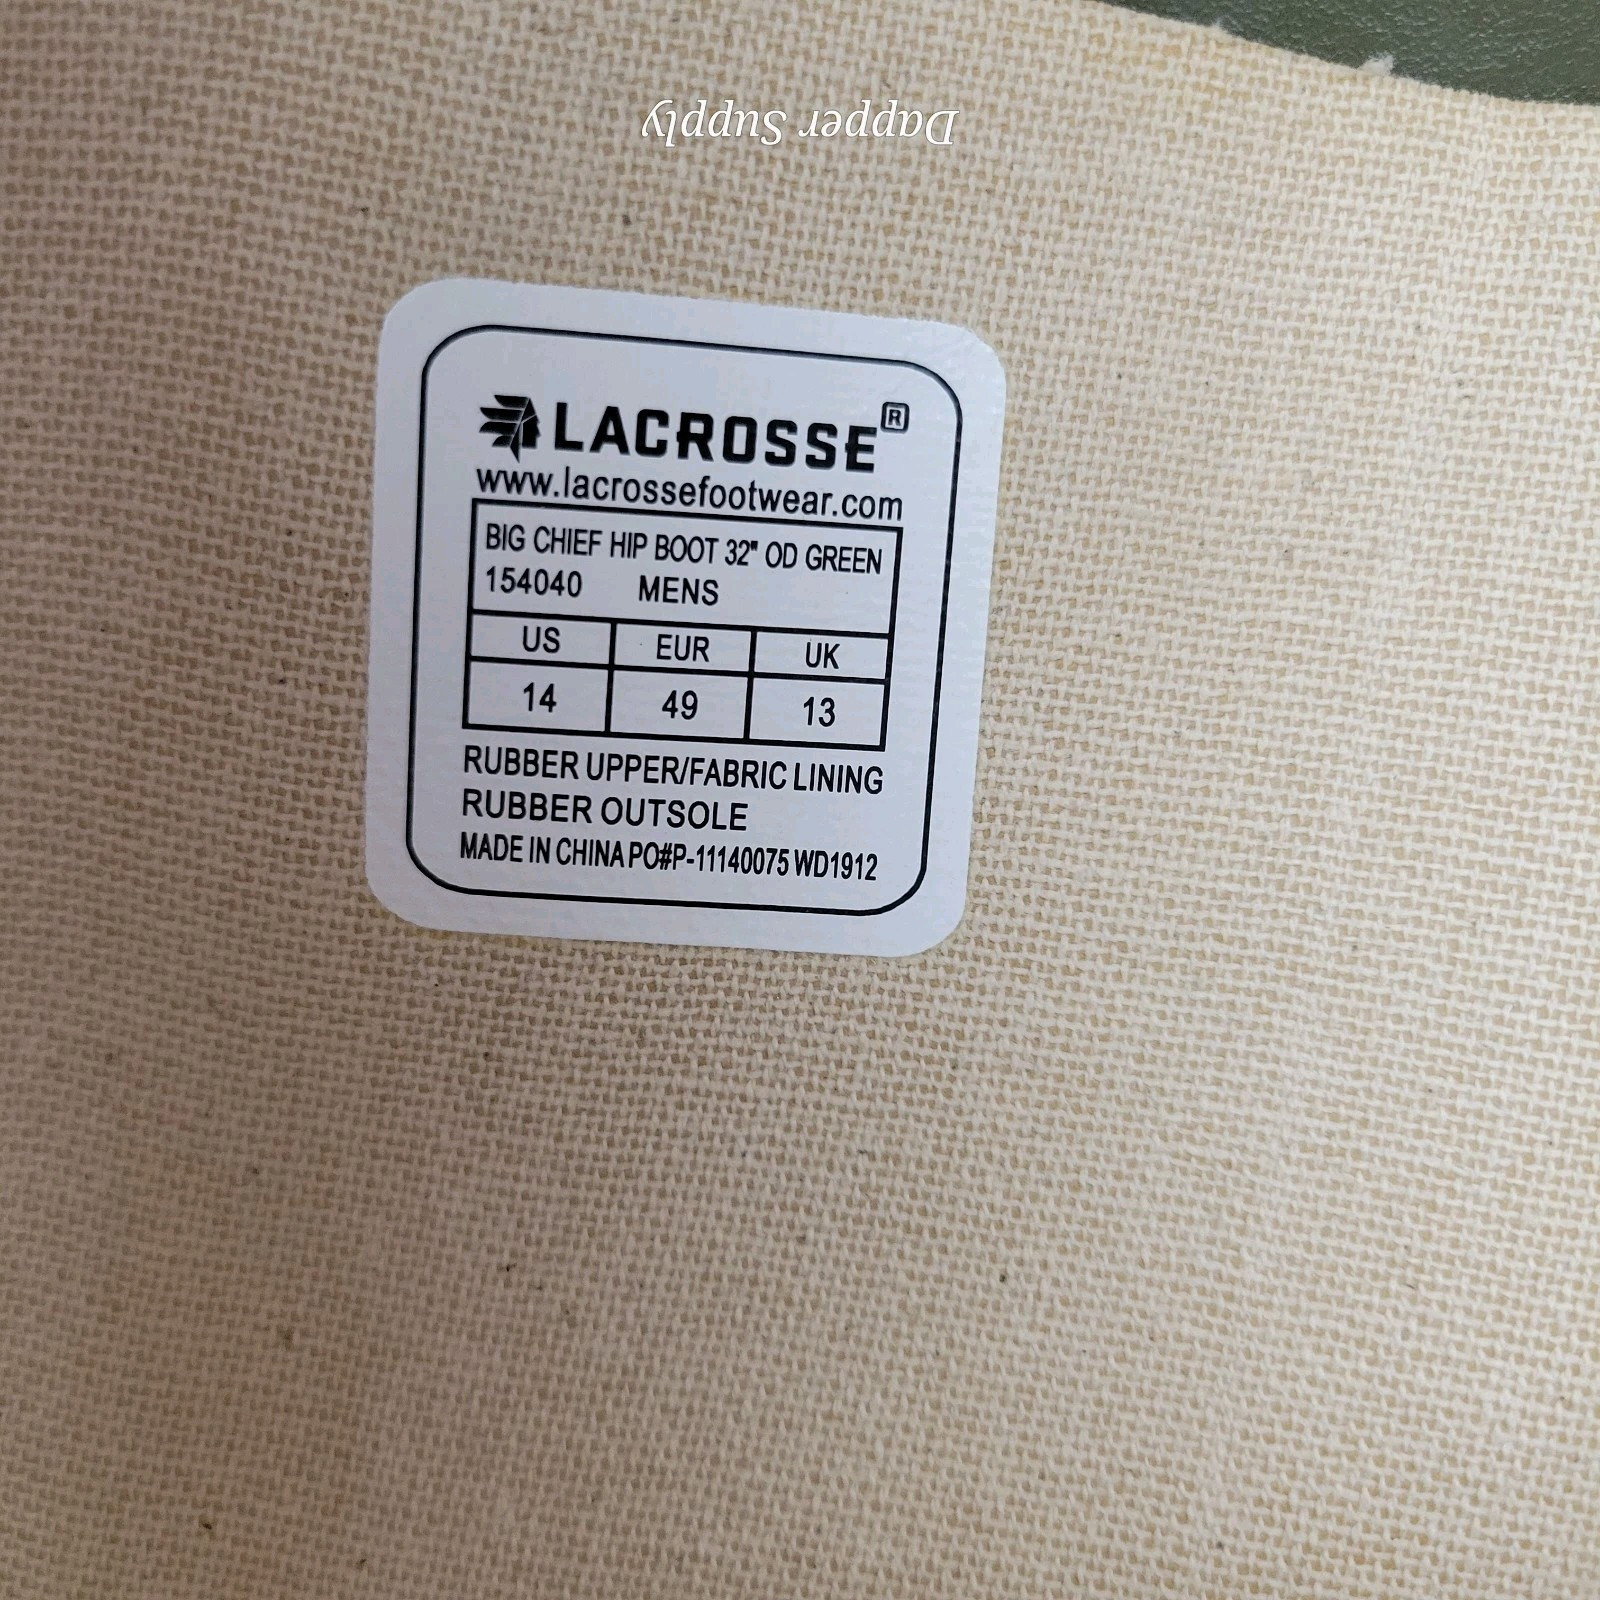 Dapper Supply
LACROSSE®
www.lacrossefootwear.com
BIG CHIEF HIP BOOT 32" OD GREEN
154040 MENS
US EUR UK
14 49 13
RUBBER UPPER/FABRIC LINING
RUBBER OUTSOLE
MADE IN CHINA PO#P-11140075 WD1912